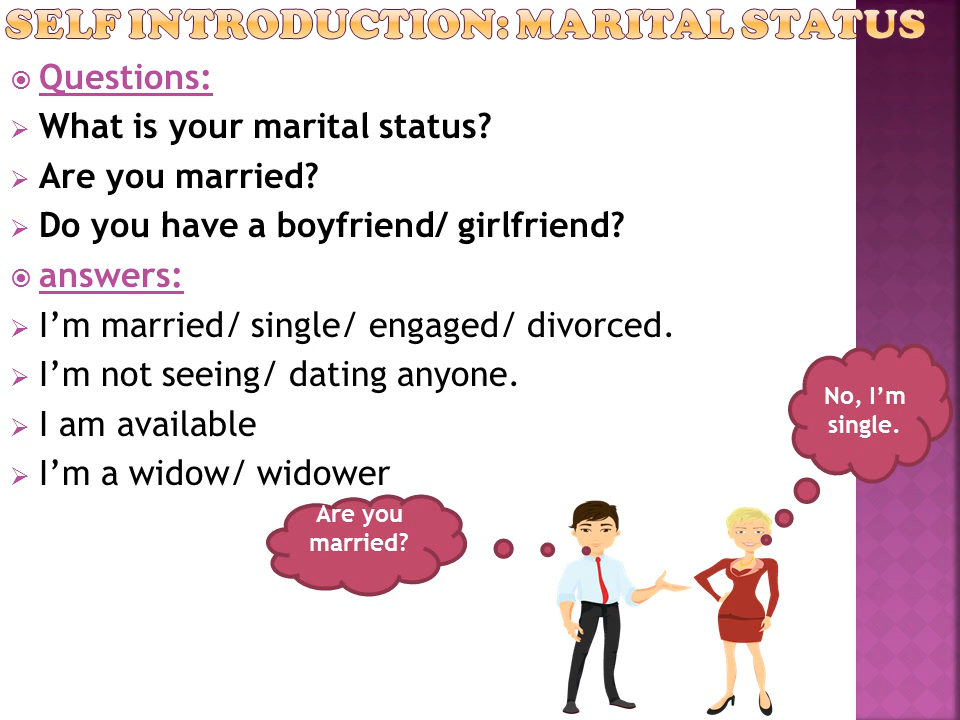 SELF INTRODUCTION: MARITAL STATUS
Questions:
What is your marital status?
Are you married?
Do you have a boyfriend/ girlfriend?
answers:
I’m married/ single/ engaged/ divorced.
I’m not seeing/ dating anyone.
I am available
I’m a widow/ widower
No, I’m
single.
Are you
married?